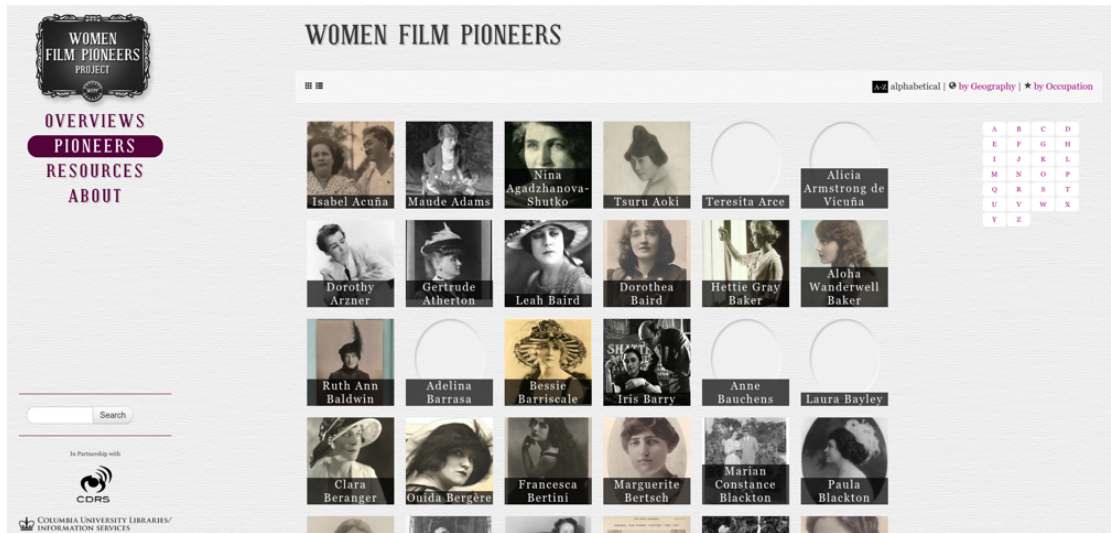 WOMEN
FILM PIONEERS
PROJECT
OVERVIEWS
PIONEERS
RESOURCES
ABOUT
Search
In Partnership with
CDRS
COLUMBIA UNIVERSITY LIBRARIES/
INFORMATION SERVICES
WOMEN FILM PIONEERS
A-Z alphabetical | by Geography | ★ by Occupation
Isabel Acuña
Maude Adams
Nina
Agadzhanova-
Shutko
Tsuru Aoki
Teresita Arce
Alicia
Armstrong de
Vicuña
Dorothy
Arzner
Gertrude
Atherton
Leah Baird
Dorothea
Baird
Hettie Gray
Baker
Aloha
Wanderwell
Baker
Ruth Ann
Baldwin
Adelina
Barrasa
Bessie
Barriscale
Iris Barry
Anne
Bauchens
Laura Bayley
Clara
Beranger
Ouida Bergère
Francesca
Bertini
Marguerite
Bertsch
Marian
Constance
Blackton
Paula
Blackton
A B C D
E F G H
I J K L
M N O P
Q R S T
U V W X
Y Z